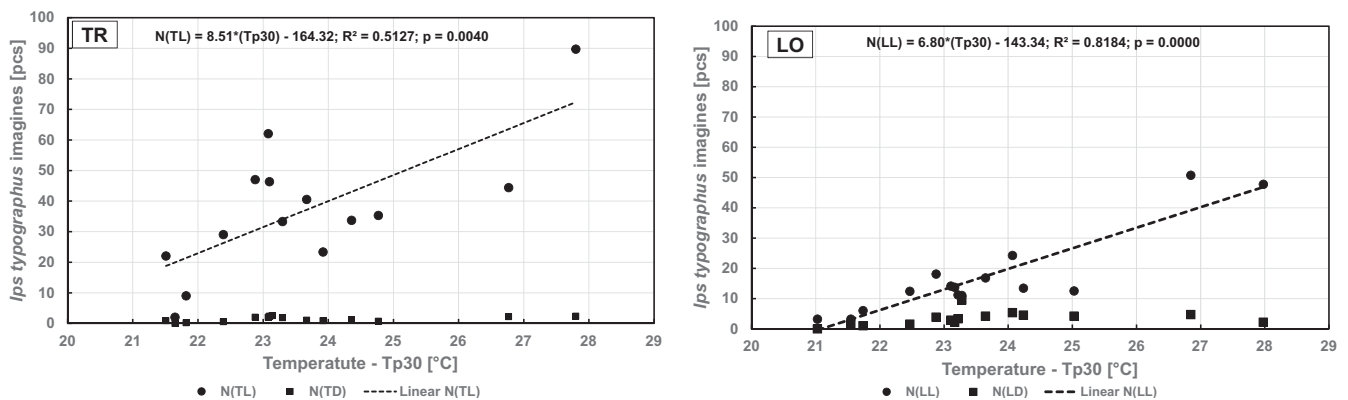 TR
N(TL) = 8.51*(Tp30) - 164.32; R² = 0.5127; p = 0.0040
Ips typographus imagines [pcs]
100
90
80
70
60
50
40
30
20
10
0
20 21 22 23 24 25 26 27 28 29
Temperatute - Tp30 [°C]
N(TL) N(TD) Linear N(TL)
LO
N(LL) = 6.80*(Tp30) - 143.34; R² = 0.8184; p = 0.0000
Ips typographus imagines [pcs]
100
90
80
70
60
50
40
30
20
10
0
20 21 22 23 24 25 26 27 28 29
Temperature - Tp30 [°C]
N(LL) N(LD) Linear N(LL)